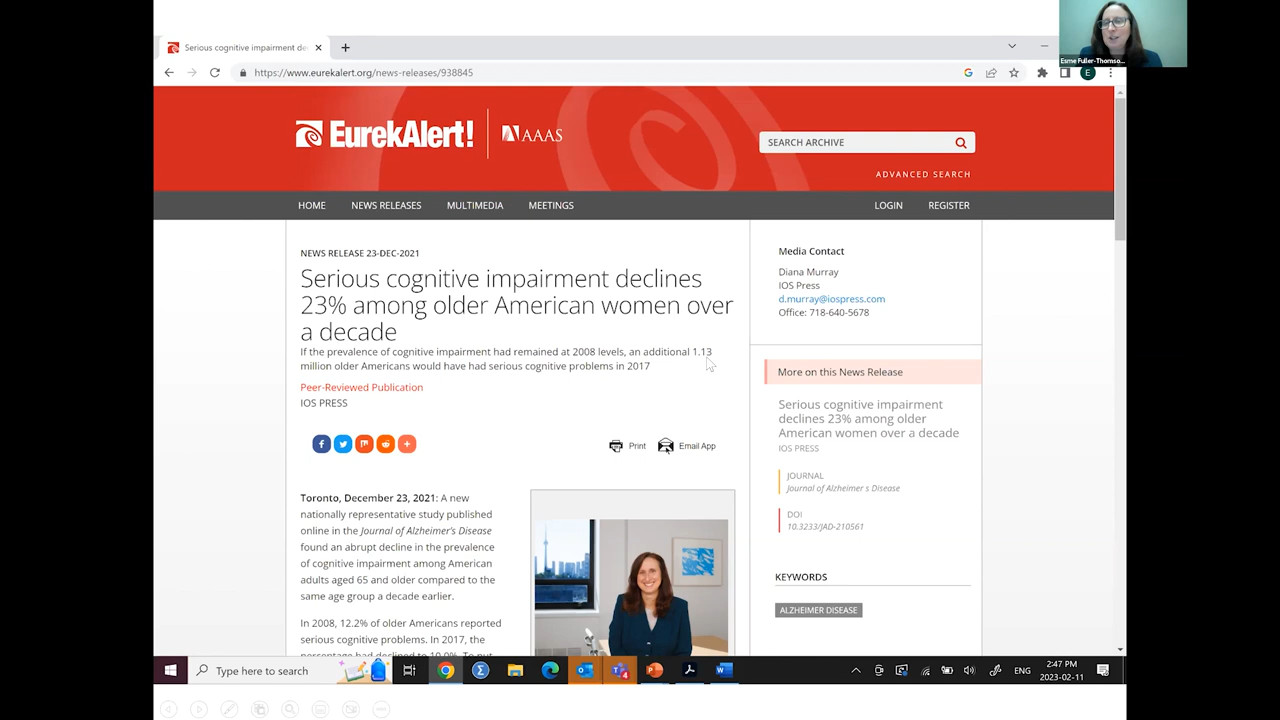 Serious cognitive impairment de
https://www.eurekalert.org/news-releases/938845
E
Esme Fuller-Thomso...
EurekAlert!
AAAS
SEARCH ARCHIVE
ADVANCED SEARCH
HOME NEWS RELEASES MULTIMEDIA MEETINGS LOGIN REGISTER
NEWS RELEASE 23-DEC-2021
Serious cognitive impairment declines
23% among older American women over
a decade
If the prevalence of cognitive impairment had remained at 2008 levels, an additional 1.13
million older Americans would have had serious cognitive problems in 2017
Peer-Reviewed Publication
IOS PRESS
Print Email App
Toronto, December 23, 2021: A new
nationally representative study published
online in the Journal of Alzheimer's Disease
found an abrupt decline in the prevalence
of cognitive impairment among American
adults aged 65 and older compared to the
same age group a decade earlier.
In 2008, 12.2% of older Americans reported
serious cognitive problems. In 2017, the
percentage had declined to 10.0%. To put
Media Contact
Diana Murray
IOS Press
d.murray@iospress.com
Office: 718-640-5678
More on this News Release
Serious cognitive impairment
declines 23% among older
American women over a decade
IOS PRESS
JOURNAL
Journal of Alzheimer s Disease
DOI
10.3233/JAD-210561
KEYWORDS
ALZHEIMER DISEASE
Type here to search
4
ENG
2:47 PM
2023-02-11